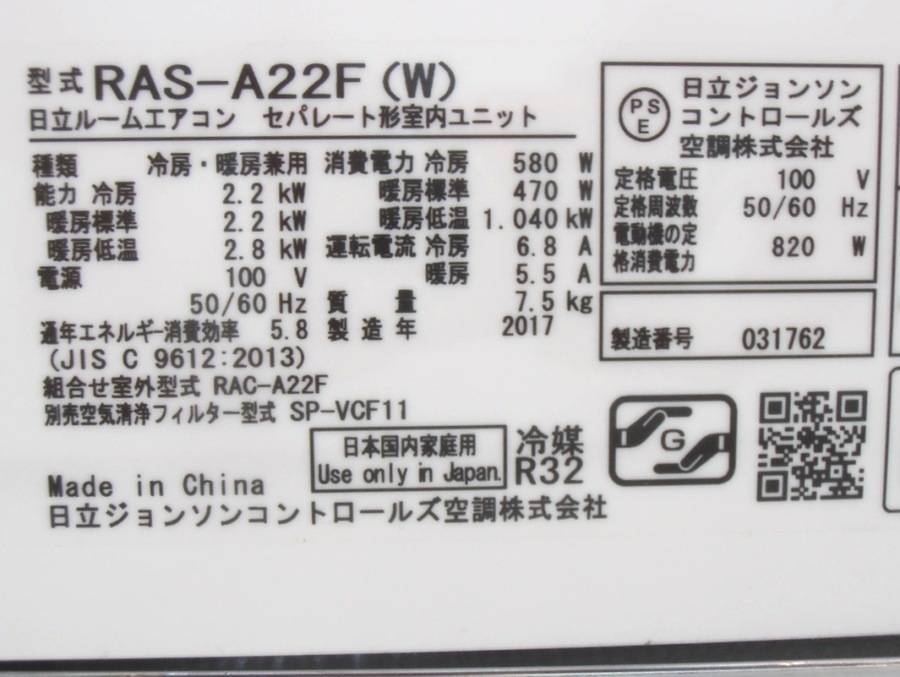 型式 RAS-A22F(W)
日立ルームエアコン セパレート形室内ユニット
種類 冷房・暖房兼用
能力 冷房 2.2 kW
暖房標準 2.2 kW
暖房低温 2.8 kW
電源 100 V
50/60 Hz
通年エネルギー消費効率 5.8
(JIS C 9612:2013)
組合せ室外型式 RAC-A22F
別売空気清浄フィルター型式 SP-VCF11
消費電力 冷房 580 W
暖房標準 470 W
暖房低温 1.040 kW
運転電流 冷房 6.8 A
暖房 5.5 A
質量 7.5 kg
製造年 2017
日本国内家庭用
Use only in Japan.
冷媒
R32
Made in China
日立ジョンソンコントロールズ空調株式会社
PS
E
日立ジョンソン
コントロールズ
空調株式会社
定格電圧 100 V
定格周波数 50/60 Hz
電動機の定
格消費電力 820 W
製造番号 031762
G